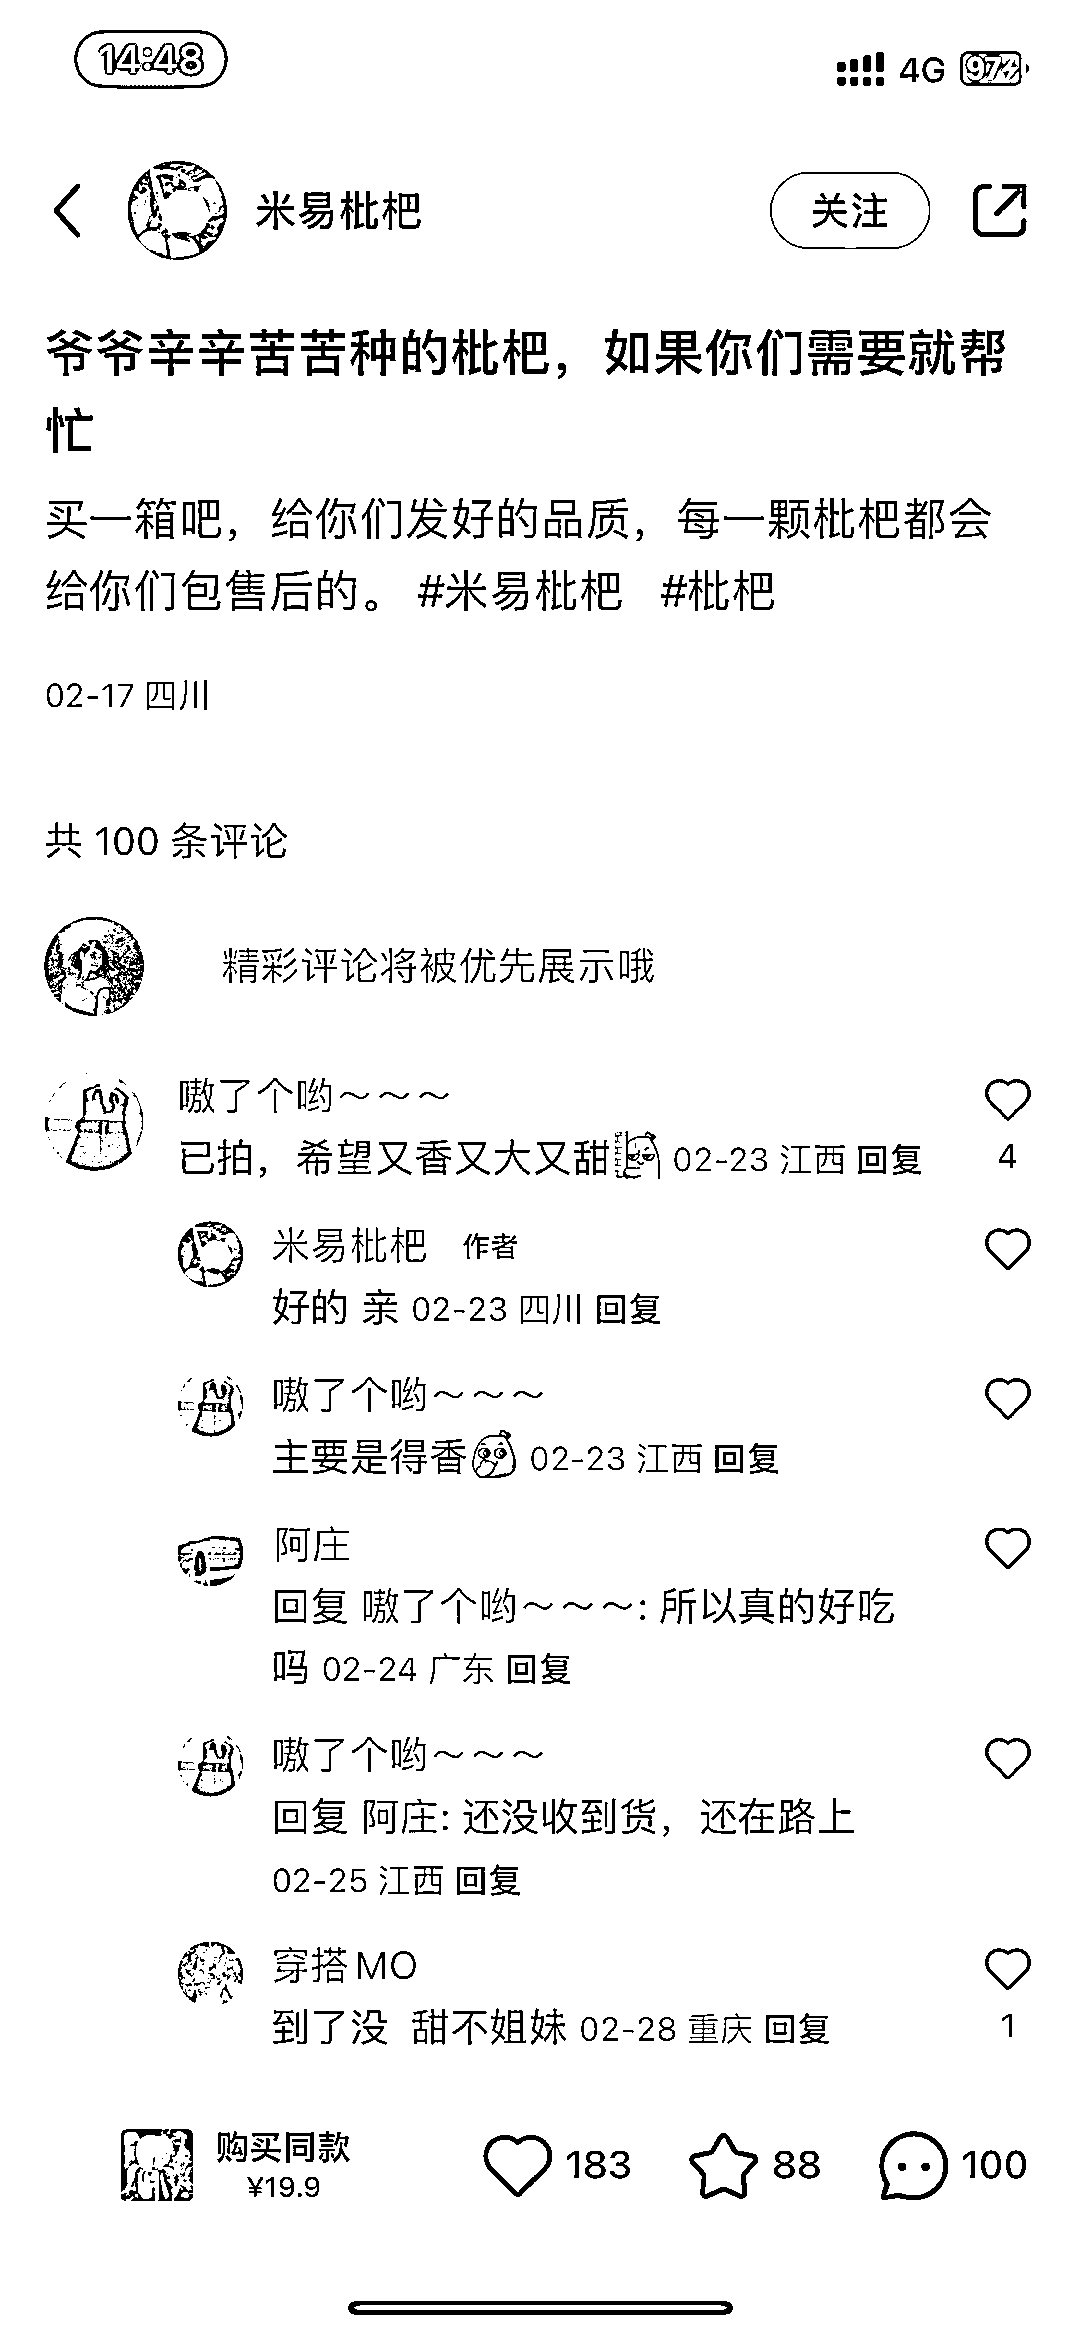 14:48
4G 97
米易枇杷
关注
爷爷辛辛苦苦种的枇杷，如果你们需要就帮
忙
买一箱吧，给你们发好的品质，每一颗枇杷都会
给你们包售后的。 #米易枇杷 #枇杷
02-17 四川
共 100 条评论
精彩评论将被优先展示哦
嗷了个哟～～～
已拍，希望又香又大又甜 02-23 江西 回复
4
米易枇杷 作者
好的 亲 02-23 四川 回复
嗷了个哟～～～
主要是得香 02-23 江西 回复
阿庄
回复 嗷了个哟～～～: 所以真的好吃
吗 02-24 广东 回复
嗷了个哟～～～
回复 阿庄: 还没收到货，还在路上
02-25 江西 回复
穿搭MO
到了没 甜不姐妹 02-28 重庆 回复
1
购买同款
¥19.9
183
88
100